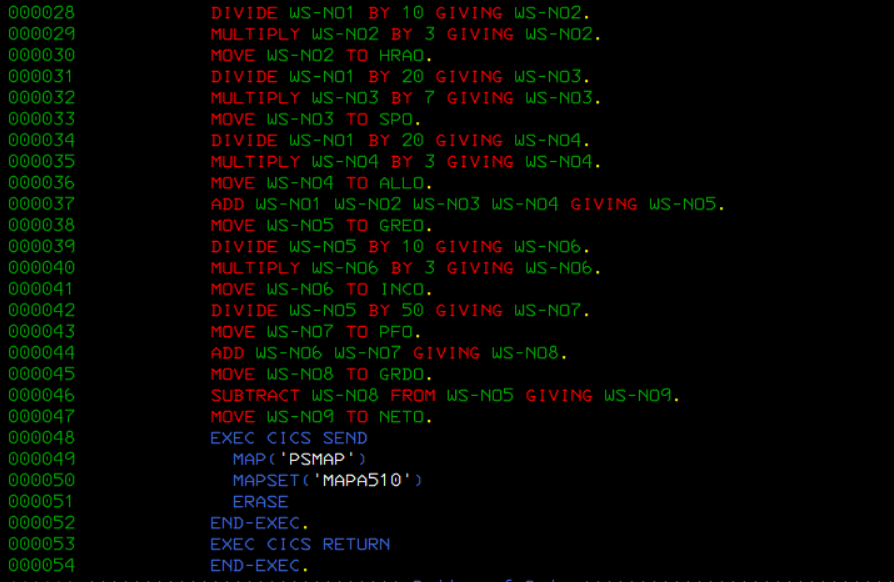 000028 DIVIDE WS-NO1 BY 10 GIVING WS-NO2.
000029 MULTIPLY WS-NO2 BY 3 GIVING WS-NO2.
000030 MOVE WS-NO2 TO HRAO.
000031 DIVIDE WS-NO1 BY 20 GIVING WS-NO3.
000032 MULTIPLY WS-NO3 BY 7 GIVING WS-NO3.
000033 MOVE WS-NO3 TO SPO.
000034 DIVIDE WS-NO1 BY 20 GIVING WS-NO4.
000035 MULTIPLY WS-NO4 BY 3 GIVING WS-NO4.
000036 MOVE WS-NO4 TO ALLO.
000037 ADD WS-NO1 WS-NO2 WS-NO3 WS-NO4 GIVING WS-NO5.
000038 MOVE WS-NO5 TO GREO.
000039 DIVIDE WS-NO5 BY 10 GIVING WS-NO6.
000040 MULTIPLY WS-NO6 BY 3 GIVING WS-NO6.
000041 MOVE WS-NO6 TO INCO.
000042 DIVIDE WS-NO5 BY 50 GIVING WS-NO7.
000043 MOVE WS-NO7 TO PFO.
000044 ADD WS-NO6 WS-NO7 GIVING WS-NO8.
000045 MOVE WS-NO8 TO GRDO.
000046 SUBTRACT WS-NO8 FROM WS-NO5 GIVING WS-NO9.
000047 MOVE WS-NO9 TO NETO.
000048 EXEC CICS SEND
000049 MAP('PSMAP')
000050 MAPSET('MAPA510')
000051 ERASE
000052 END-EXEC.
000053 EXEC CICS RETURN
000054 END-EXEC.